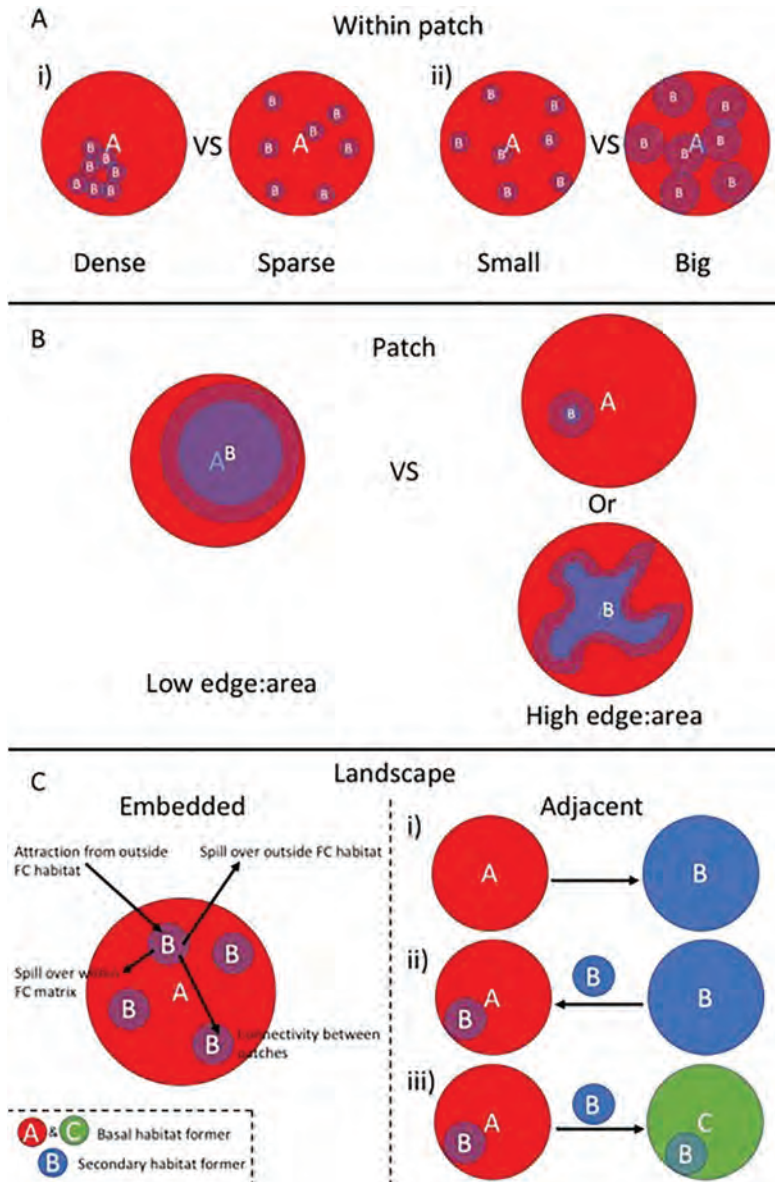 A
Within patch
i)
ii)
B
B
B
B
B
B
B
B
A
VS
B
B
B
B
B
B
B
A
B
B
B
B
B
B
B
A
VS
B
B
B
B
B
B
B
A
Dense
Sparse
Small
Big
B
Patch
A B
VS
A
B
Or
B
Low edge:area
High edge:area
C
Landscape
Embedded
Adjacent
Attraction from outside
FC habitat
Spill over outside FC habitat
B
B
A
Spill over within
FC matrix
B
B
Connectivity between
patches
i)
A
B
ii)
A
B
B
B
iii)
A
B
B
C
B
A & C Basal habitat former
B Secondary habitat former